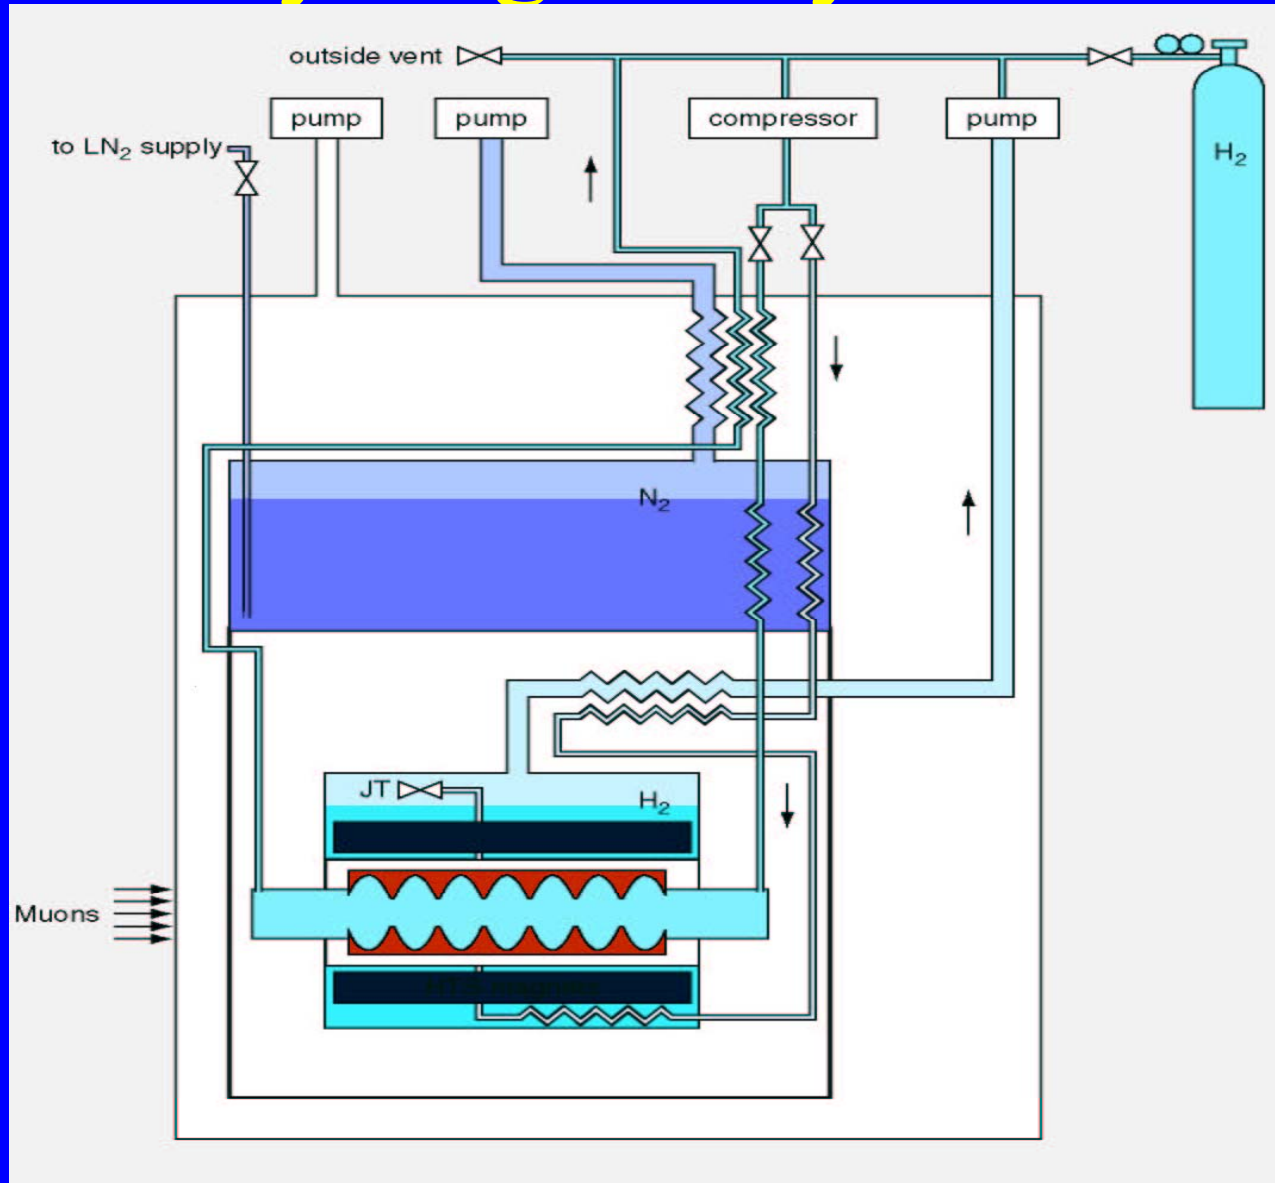 outside vent
pump
pump
compressor
pump
to LN₂ supply
H₂
N₂
JT
H₂
Muons